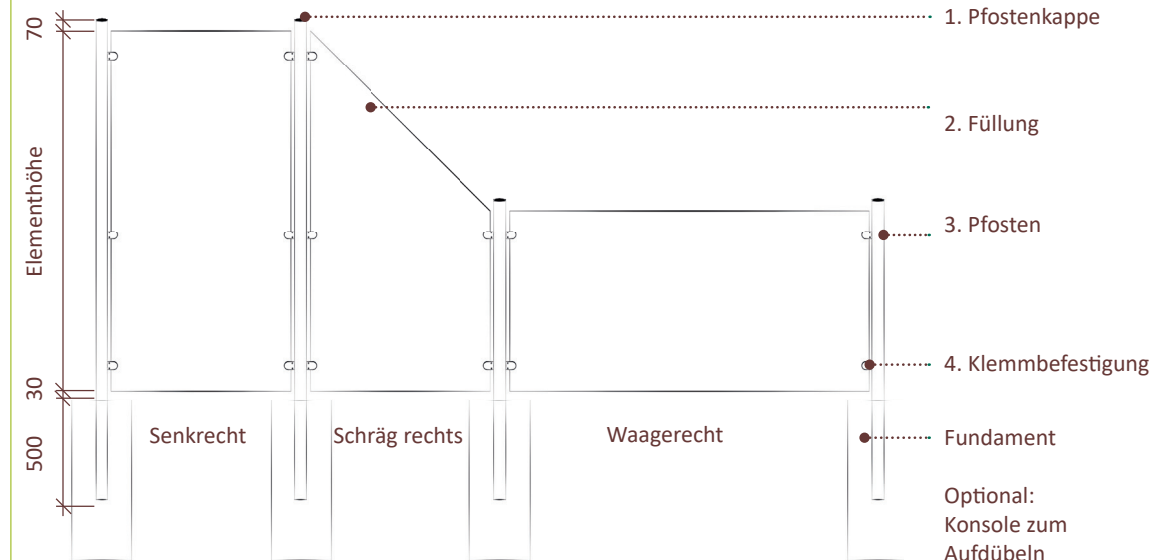 70
Elementhöhe
30
500
Senkrecht
Schräg rechts
Waagerecht
1. Pfostenkappe
2. Füllung
3. Pfosten
4. Klemmbefestigung
Fundament
Optional:
Konsole zum
Aufdübeln